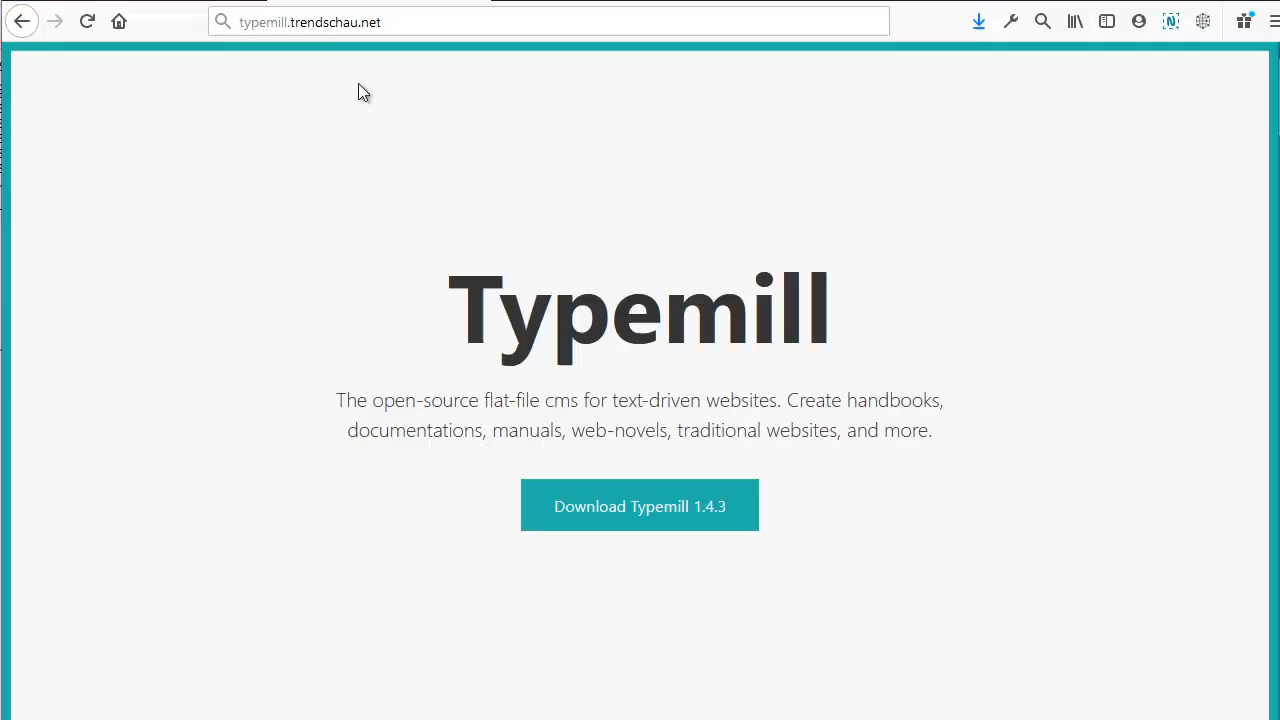 typemill.trendschau.net
Typemill
The open-source flat-file cms for text-driven websites. Create handbooks,
documentations, manuals, web-novels, traditional websites, and more.
Download Typemill 1.4.3